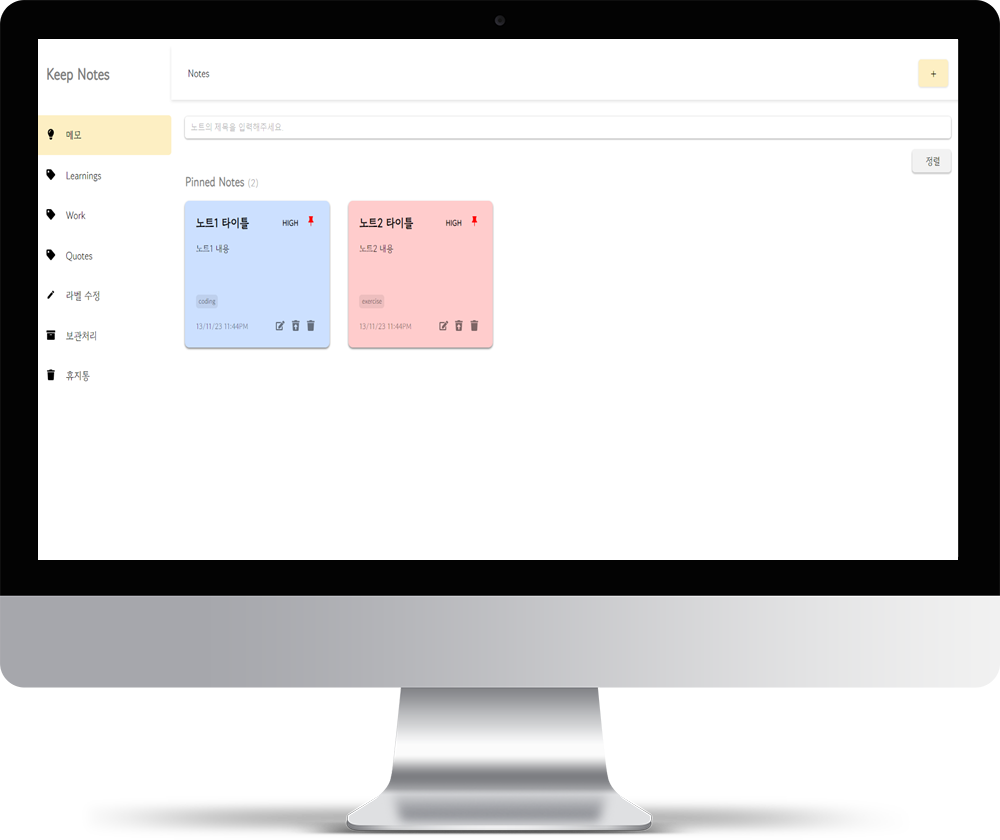 Keep Notes
Notes
+
메모
Learnings
Work
Quotes
라벨 수정
보관처리
휴지통
노트의 제목을 입력해주세요.
정렬
Pinned Notes (2)
노트1 타이틀 HIGH
노트1 내용
coding
13/11/23 11:44PM
노트2 타이틀 HIGH
노트2 내용
exercise
13/11/23 11:44PM